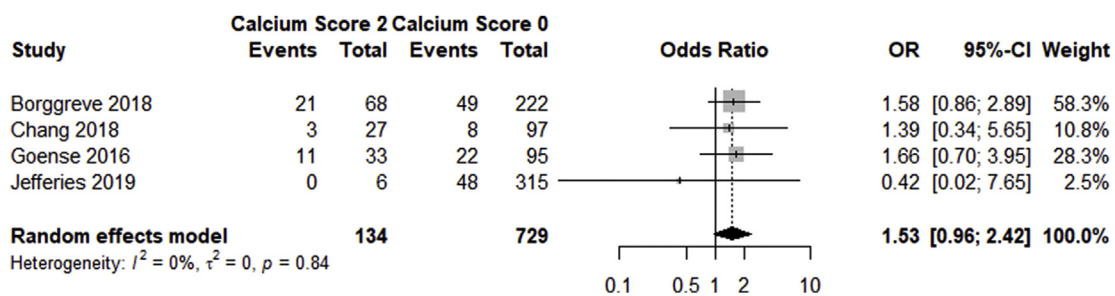 Calcium Score 2 Calcium Score 0
Study Events Total Events Total Odds Ratio OR 95%-CI Weight
Borggreve 2018 21 68 49 222 1.58 [0.86; 2.89] 58.3%
Chang 2018 3 27 8 97 1.39 [0.34; 5.65] 10.8%
Goense 2016 11 33 22 95 1.66 [0.70; 3.95] 28.3%
Jefferies 2019 0 6 48 315 0.42 [0.02; 7.65] 2.5%
Random effects model 134 729 1.53 [0.96; 2.42] 100.0%
Heterogeneity: I² = 0%, τ² = 0, p = 0.84
0.1 0.5 1 2 10